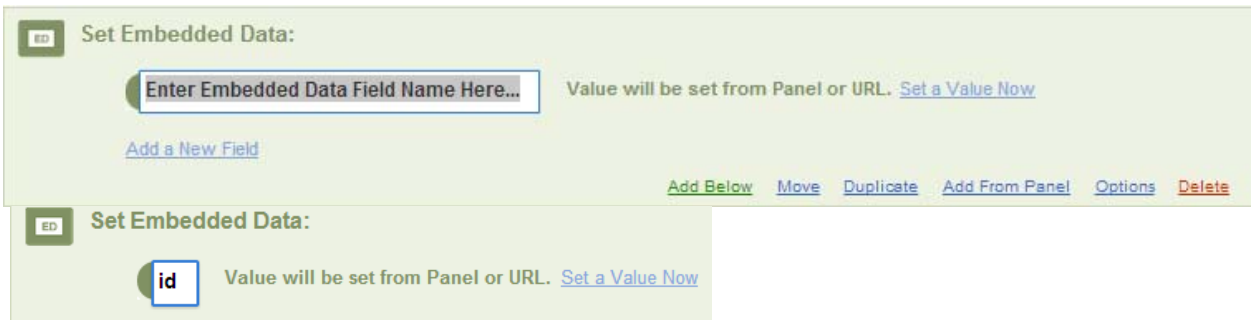 ED Set Embedded Data:
Enter Embedded Data Field Name Here... Value will be set from Panel or URL. Set a Value Now
Add a New Field
Add Below Move Duplicate Add From Panel Options Delete
ED Set Embedded Data:
id Value will be set from Panel or URL. Set a Value Now